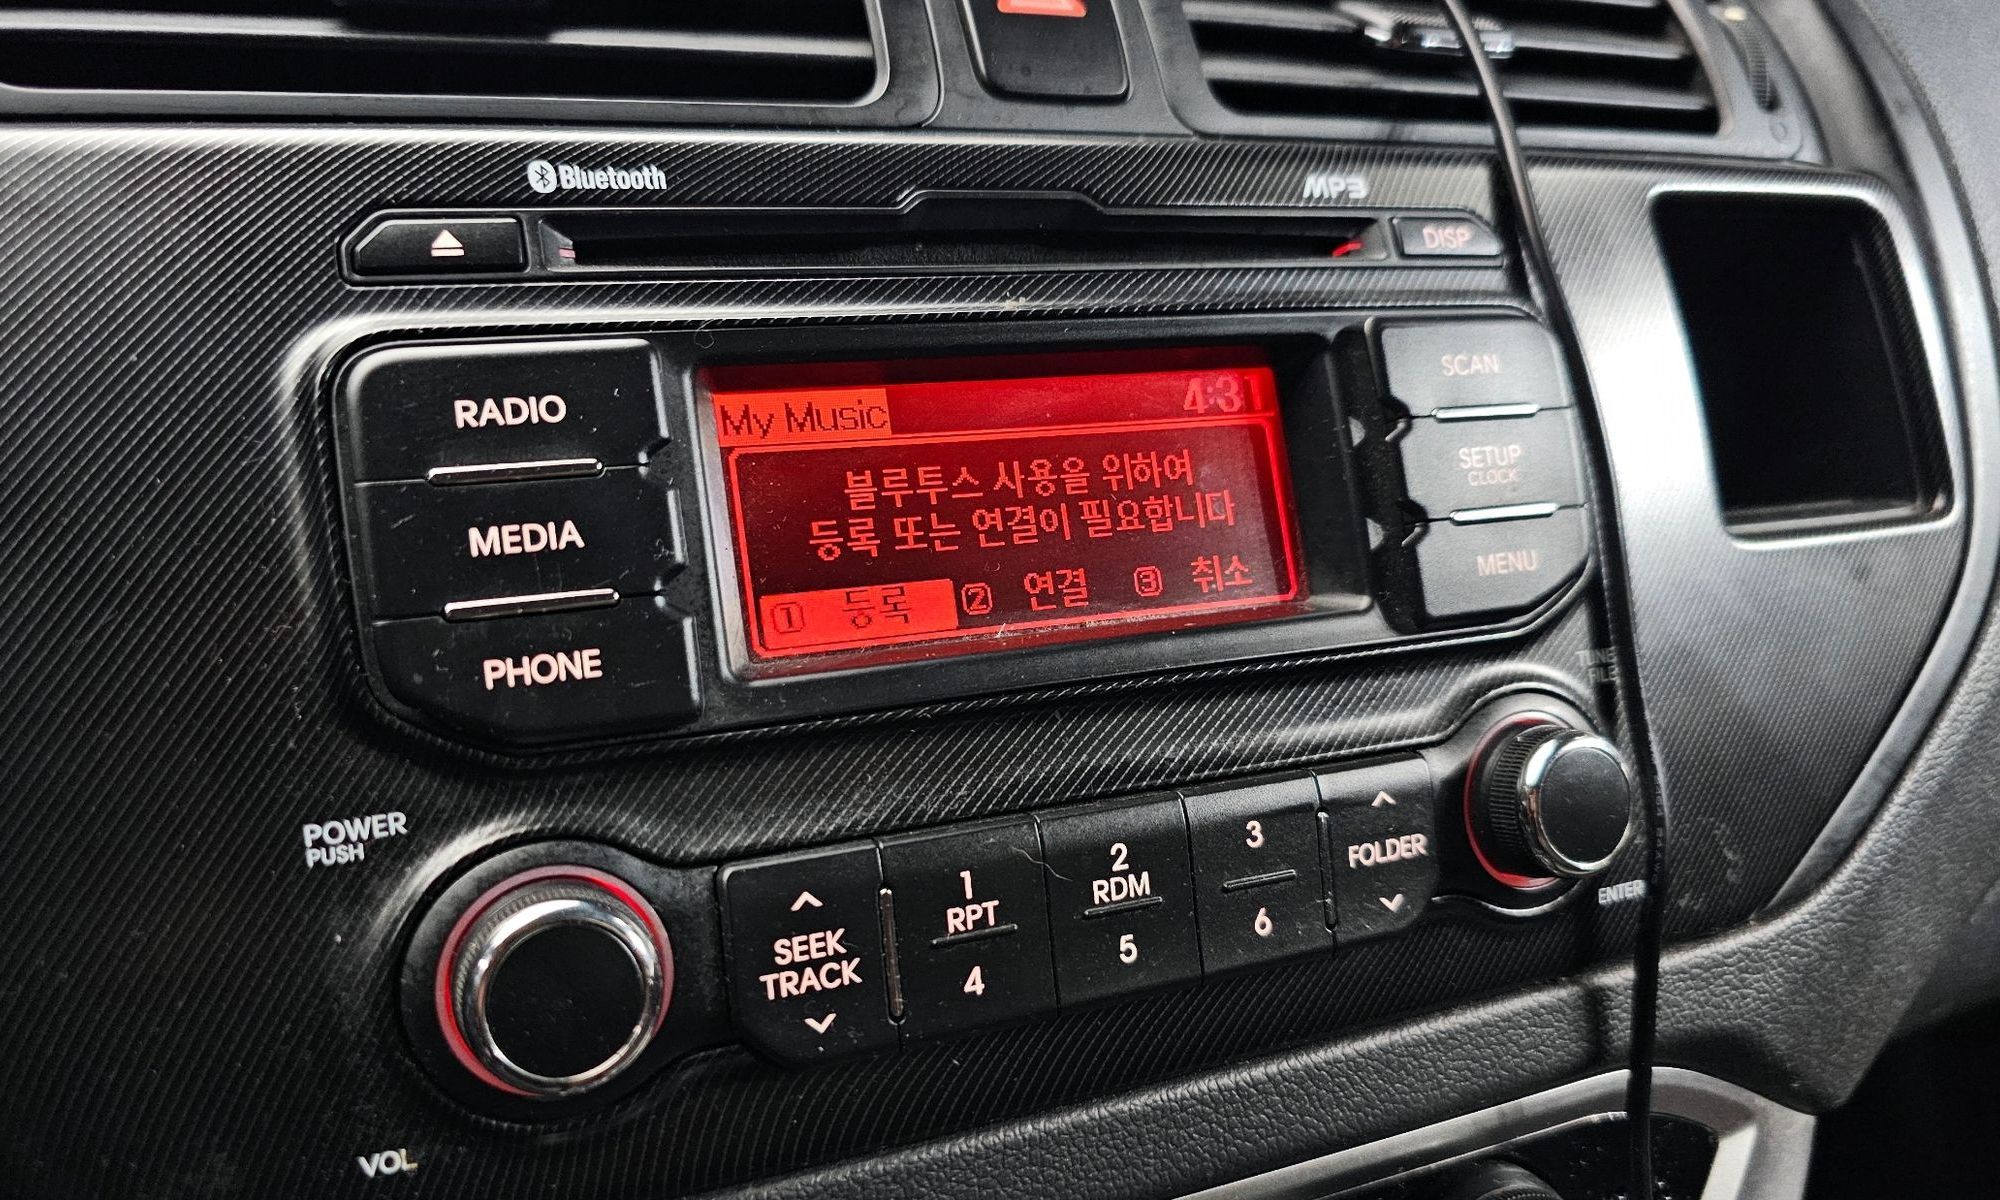 Bluetooth
MP3
DISP
RADIO
MEDIA
PHONE
My Music
4:31
블루투스 사용을 위하여
등록 또는 연결이 필요합니다
① 등록 ② 연결 ③ 취소
SCAN
SETUP
CLOCK
MENU
POWER
PUSH
VOL
SEEK
TRACK
1
RPT
4
2
RDM
5
3
6
FOLDER
ENTER